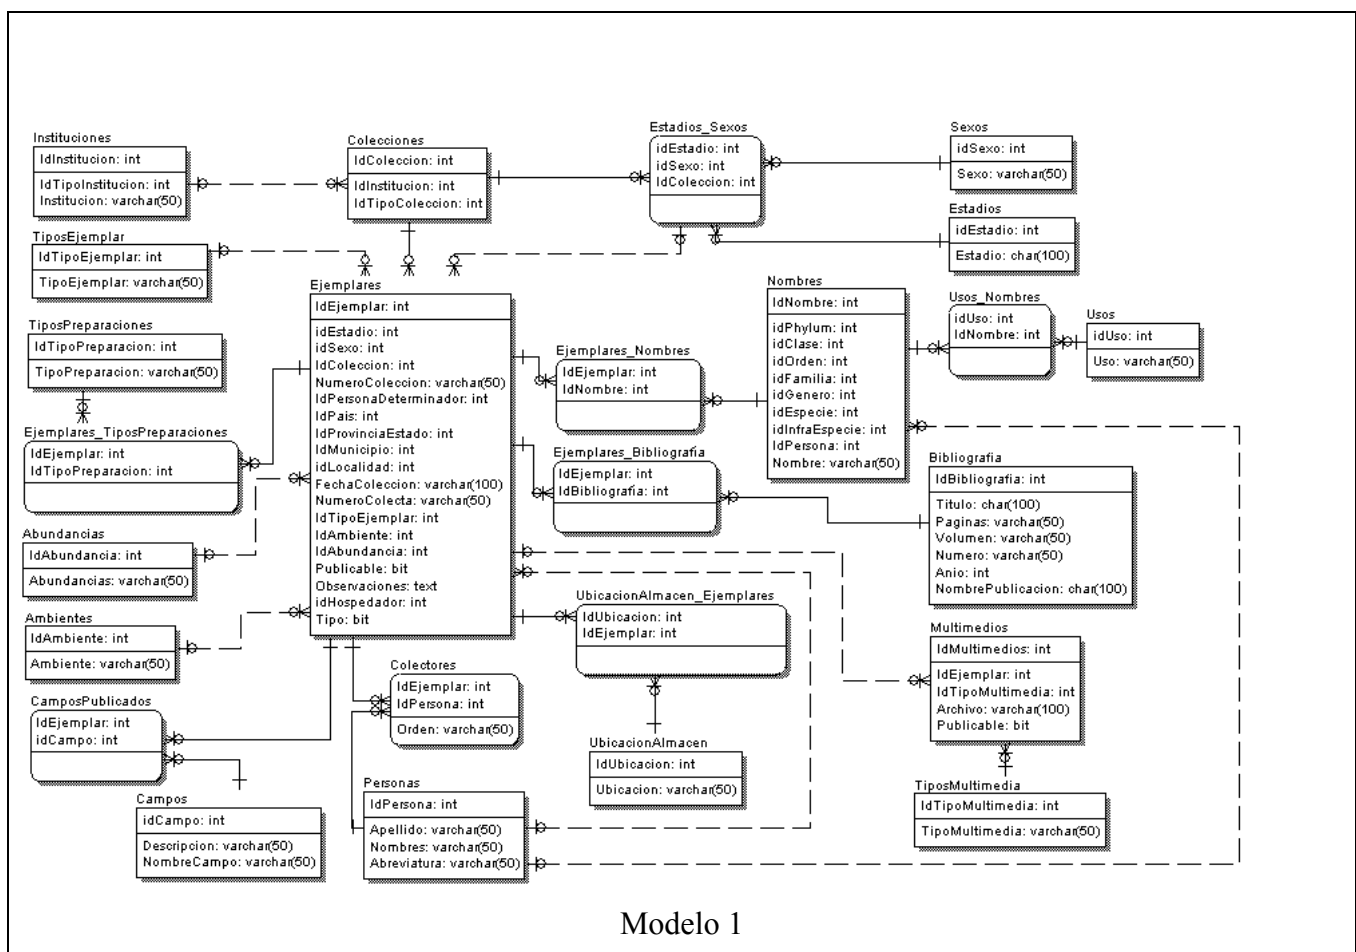 Instituciones
IdInstitucion: int
IdTipoInstitucion: int
Institucion: varchar(50)
Colecciones
IdColeccion: int
IdInstitucion: int
IdTipoColeccion: int
Estadios_Sexos
idEstadio: int
idSexo: int
IdColeccion: int
Sexos
idSexo: int
Sexo: varchar(50)
Estadios
idEstadio: int
Estadio: char(100)
TiposEjemplar
IdTipoEjemplar: int
TipoEjemplar: varchar(50)
TiposPreparaciones
IdTipoPreparacion: int
TipoPreparacion: varchar(50)
Ejemplares_TiposPreparaciones
IdEjemplar: int
IdTipoPreparacion: int
Abundancias
IdAbundancia: int
Abundancias: varchar(50)
Ambientes
IdAmbiente: int
Ambiente: varchar(50)
CamposPublicados
IdEjemplar: int
idCampo: int
Campos
idCampo: int
Descripcion: varchar(50)
NombreCampo: varchar(50)
Ejemplares
IdEjemplar: int
idEstadio: int
idSexo: int
IdColeccion: int
NumeroColeccion: varchar(50)
IdPersonaDeterminador: int
IdPais: int
IdProvinciaEstado: int
IdMunicipio: int
idLocalidad: int
FechaColeccion: varchar(100)
NumeroColecta: varchar(50)
IdTipoEjemplar: int
IdAmbiente: int
IdAbundancia: int
Publicable: bit
Observaciones: text
idHospedador: int
Tipo: bit
Colectores
IdEjemplar: int
IdPersona: int
Orden: varchar(50)
Personas
IdPersona: int
Apellido: varchar(50)
Nombres: varchar(50)
Abreviatura: varchar(50)
Ejemplares_Nombres
IdEjemplar: int
IdNombre: int
Ejemplares_Bibliografía
IdEjemplar: int
IdBibliografía: int
UbicacionAlmacen_Ejemplares
IdUbicacion: int
IdEjemplar: int
UbicacionAlmacen
IdUbicacion: int
Ubicacion: varchar(50)
Nombres
IdNombre: int
idPhylum: int
idClase: int
idOrden: int
idFamilia: int
idGenero: int
idEspecie: int
idInfraEspecie: int
IdPersona: int
Nombre: varchar(50)
Usos_Nombres
idUso: int
IdNombre: int
Usos
idUso: int
Uso: varchar(50)
Bibliografia
IdBibliografia: int
Titulo: char(100)
Paginas: varchar(50)
Volumen: varchar(50)
Numero: varchar(50)
Anio: int
NombrePublicacion: char(100)
Multimedios
IdMultimedios: int
IdEjemplar: int
IdTipoMultimedia: int
Archivo: varchar(100)
Publicable: bit
TiposMultimedia
IdTipoMultimedia: int
TipoMultimedia: varchar(50)
Modelo 1